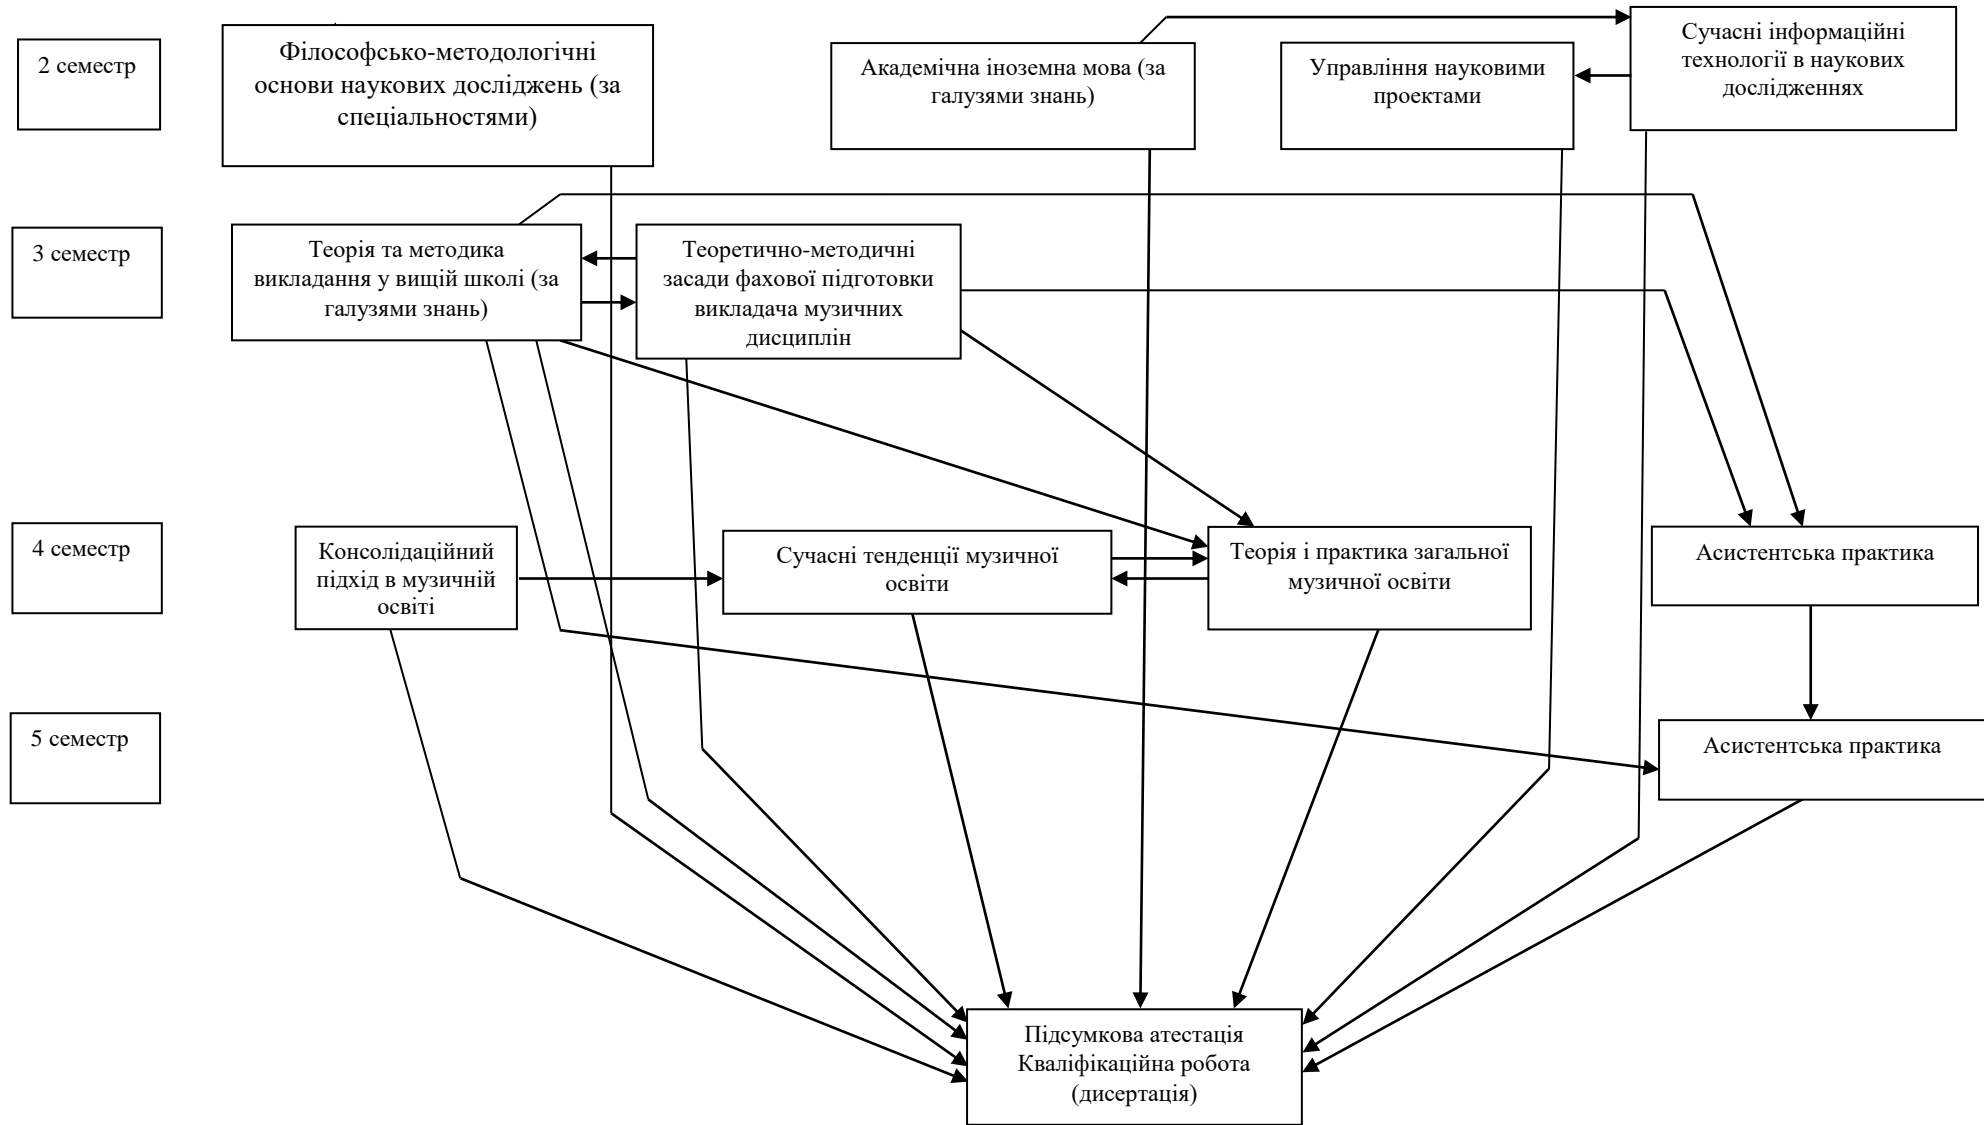 2 семестр
Філософсько-методологічні
основи наукових досліджень (за
спеціальностями)
Академічна іноземна мова (за
галузями знань)
Управління науковими
проектами
Сучасні інформаційні
технології в наукових
дослідженнях
3 семестр
Теорія та методика
викладання у вищій школі (за
галузями знань)
Теоретично-методичні
засади фахової підготовки
викладача музичних
дисциплін
4 семестр
Консолідаційний
підхід в музичній
освіті
Сучасні тенденції музичної
освіти
Теорія і практика загальної
музичної освіти
Асистентська практика
5 семестр
Асистентська практика
Підсумкова атестація
Кваліфікаційна робота
(дисертація)